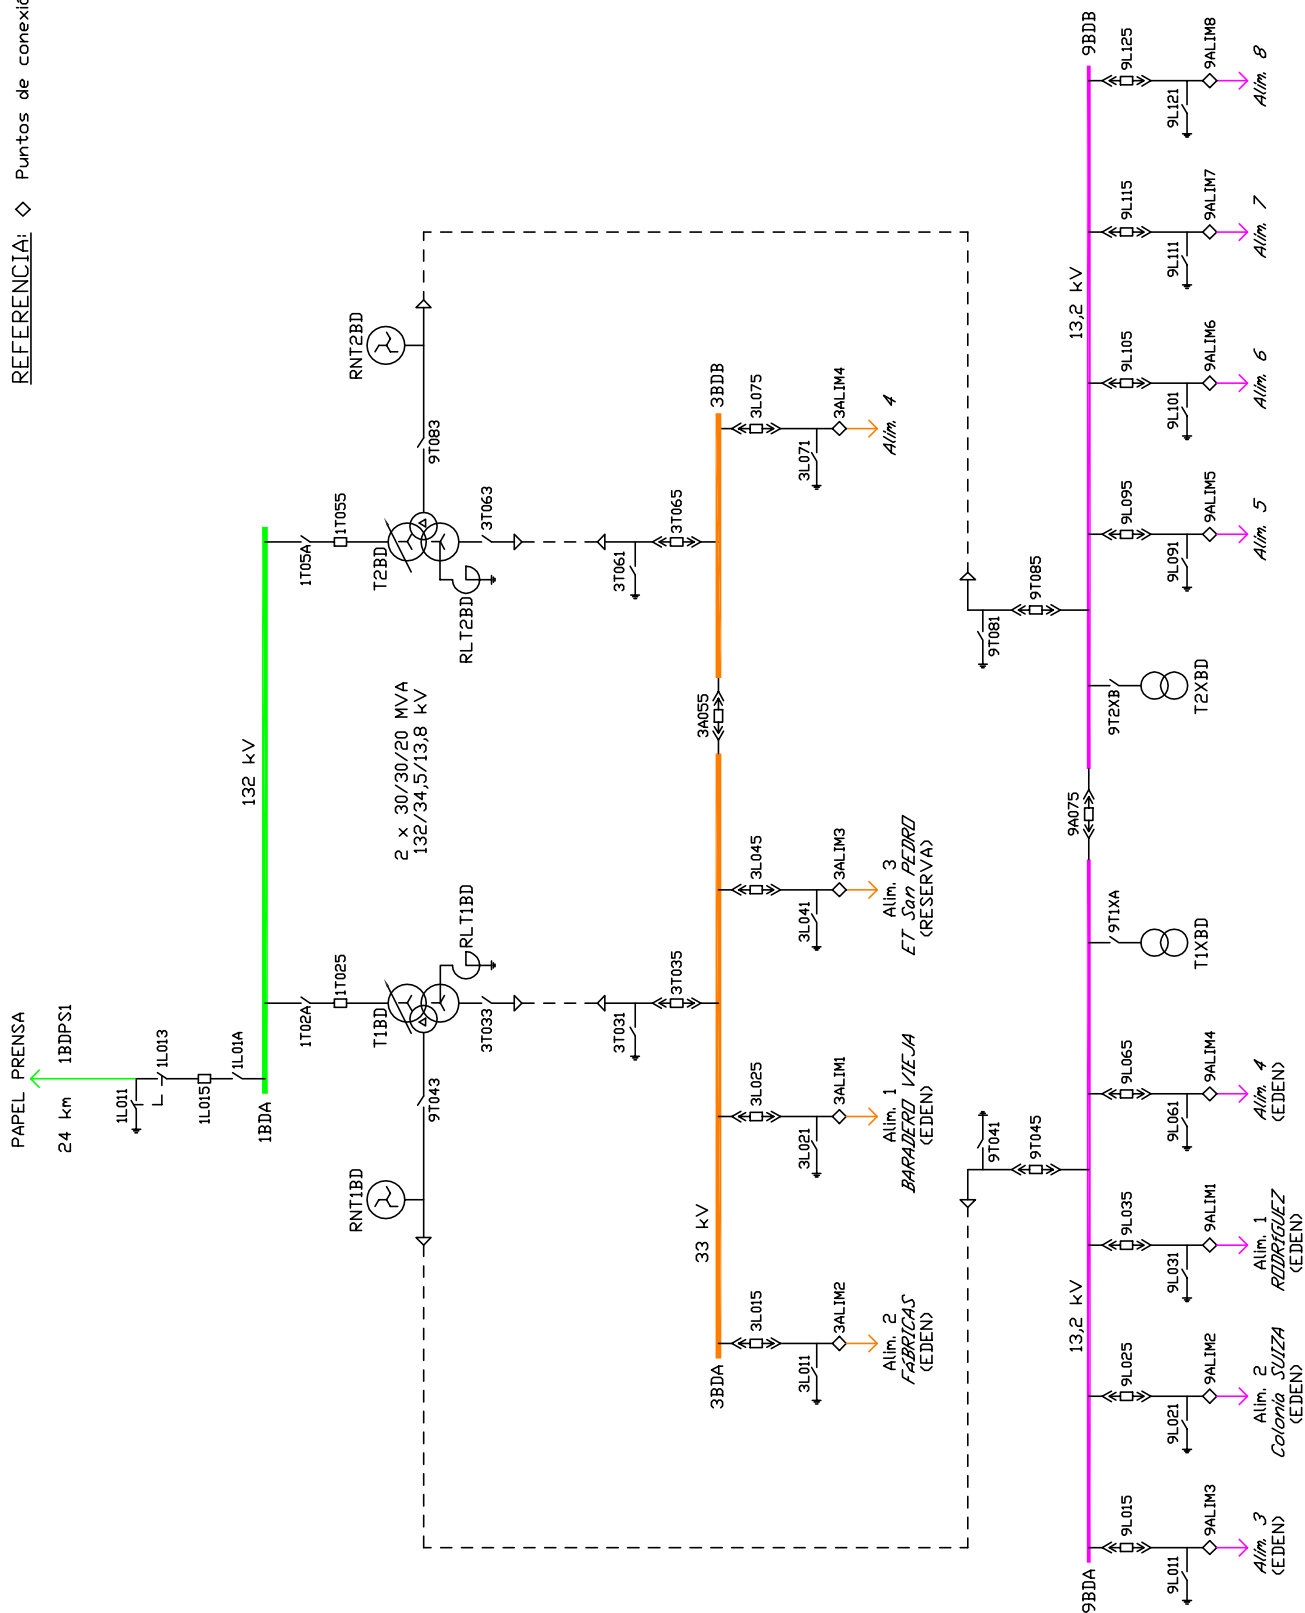 PAPEL PRENSA
REFERENCIA: ◇ Puntos de conexió
24 km
1BDPS1
1L011
1L013
1L015
1L01A
1BDA
132 kV
1T02A
1T025
1T05A
1T055
RNT1BD
T1BD
T2BD
RNT2BD
2 x 30/30/20 MVA
132/34,5/13,8 kV
9T043
9T083
RLT1BD
RLT2BD
3T033
3T063
3T031
3T061
3T035
3T065
33 kV
3A055
3BDA
3BDB
3L015
3L025
3L045
3L075
3L011
3L021
3L041
3L071
3ALIM2
3ALIM1
3ALIM3
3ALIM4
Alim. 2
FABRICAS
(EDEN)
Alim. 1
BARADERO VIEJA
(EDEN)
Alim. 3
ET San PEDRO
(RESERVA)
Alim. 4
9T041
9T081
9T045
9T085
13,2 kV
9A075
13,2 kV
9BDA
9BDB
9T1XA
9T2XB
9L015
9L025
9L035
9L065
9L095
9L105
9L115
9L125
9L011
9L021
9L031
9L061
9L091
9L101
9L111
9L121
T1XBD
T2XBD
9ALIM3
9ALIM2
9ALIM1
9ALIM4
9ALIM5
9ALIM6
9ALIM7
9ALIM8
Alim. 3
(EDEN)
Alim. 2
Colonia SUIZA
(EDEN)
Alim. 1
RODRÍGUEZ
(EDEN)
Alim. 4
(EDEN)
Alim. 5
Alim. 6
Alim. 7
Alim. 8